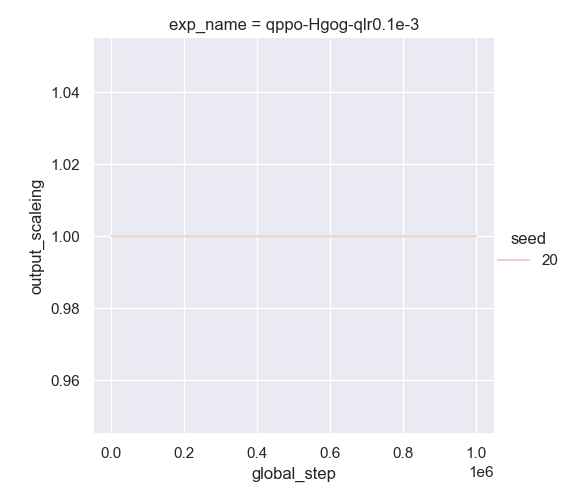 exp_name = qppo-Hgog-qlr0.1e-3
1.04
1.02
1.00
0.98
0.96
output_scaleing
0.0 0.2 0.4 0.6 0.8 1.0
1e6
global_step
seed
20